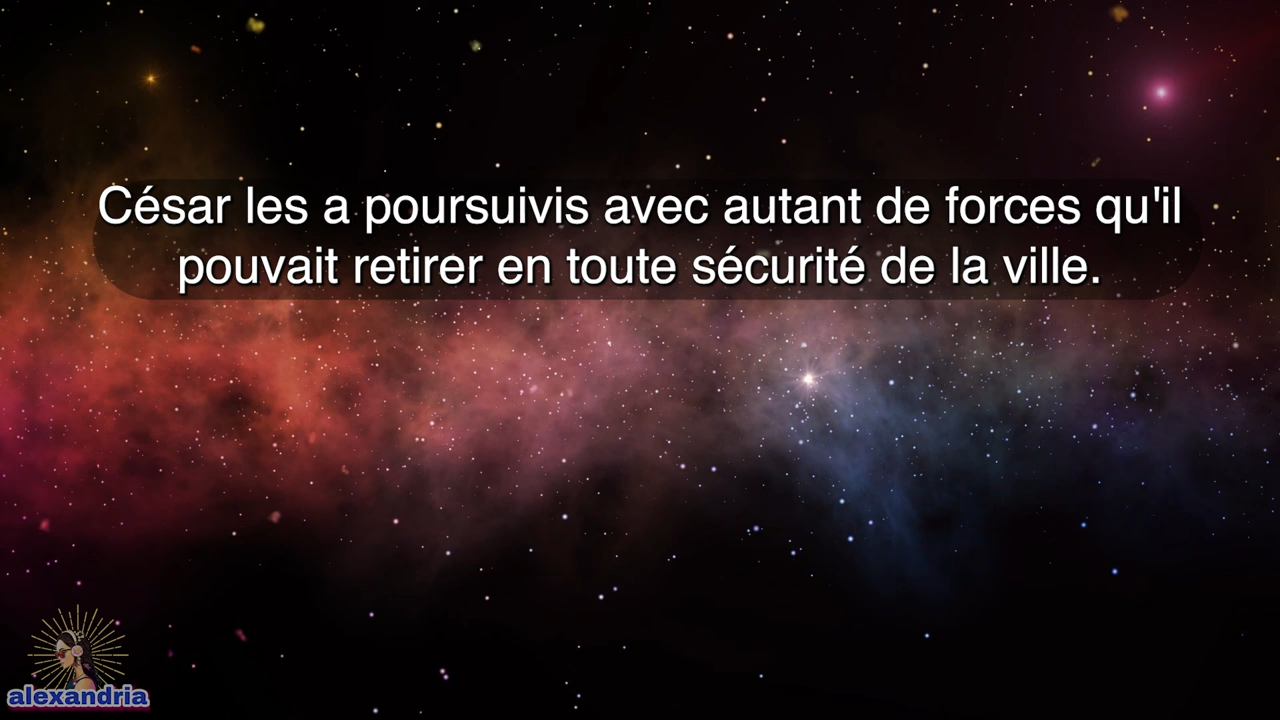 César les a poursuivis avec autant de forces qu'il
pouvait retirer en toute sécurité de la ville.
alexandria